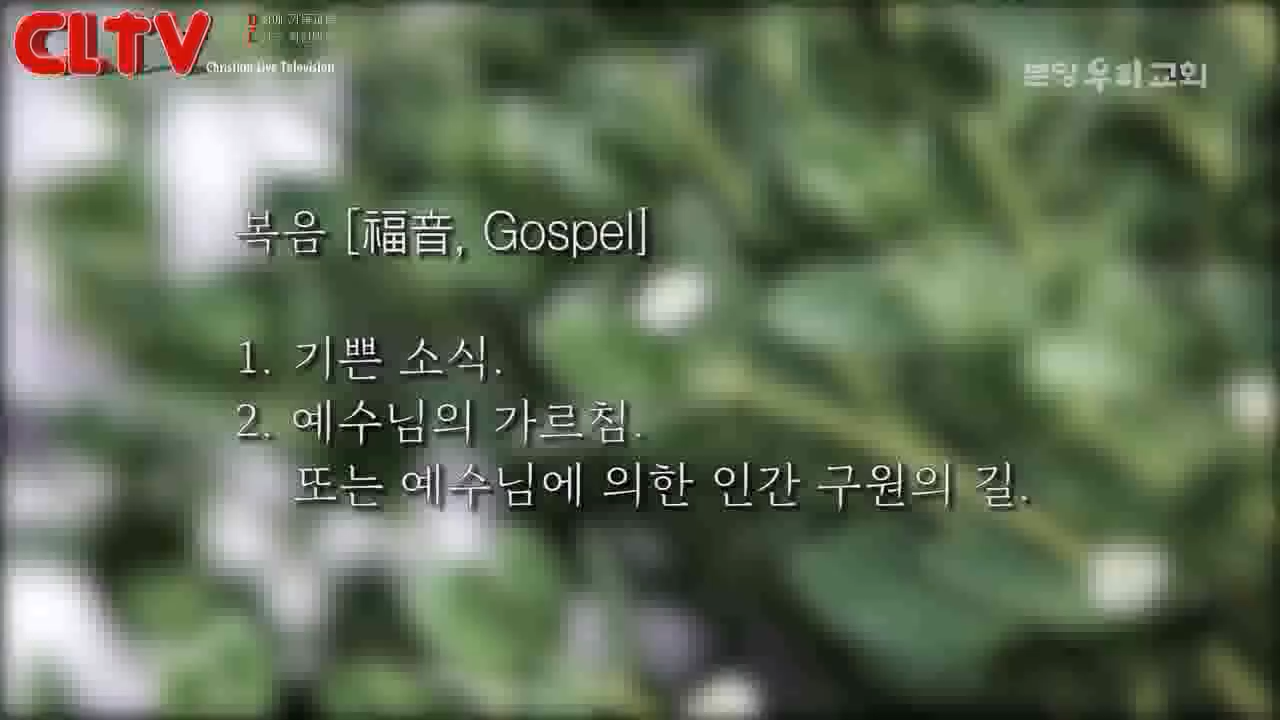 CLTV
Christian Live Television
우리교회
복음 [福音, Gospel]
1. 기쁜 소식.
2. 예수님의 가르침.
또는 예수님에 의한 인간 구원의 길.